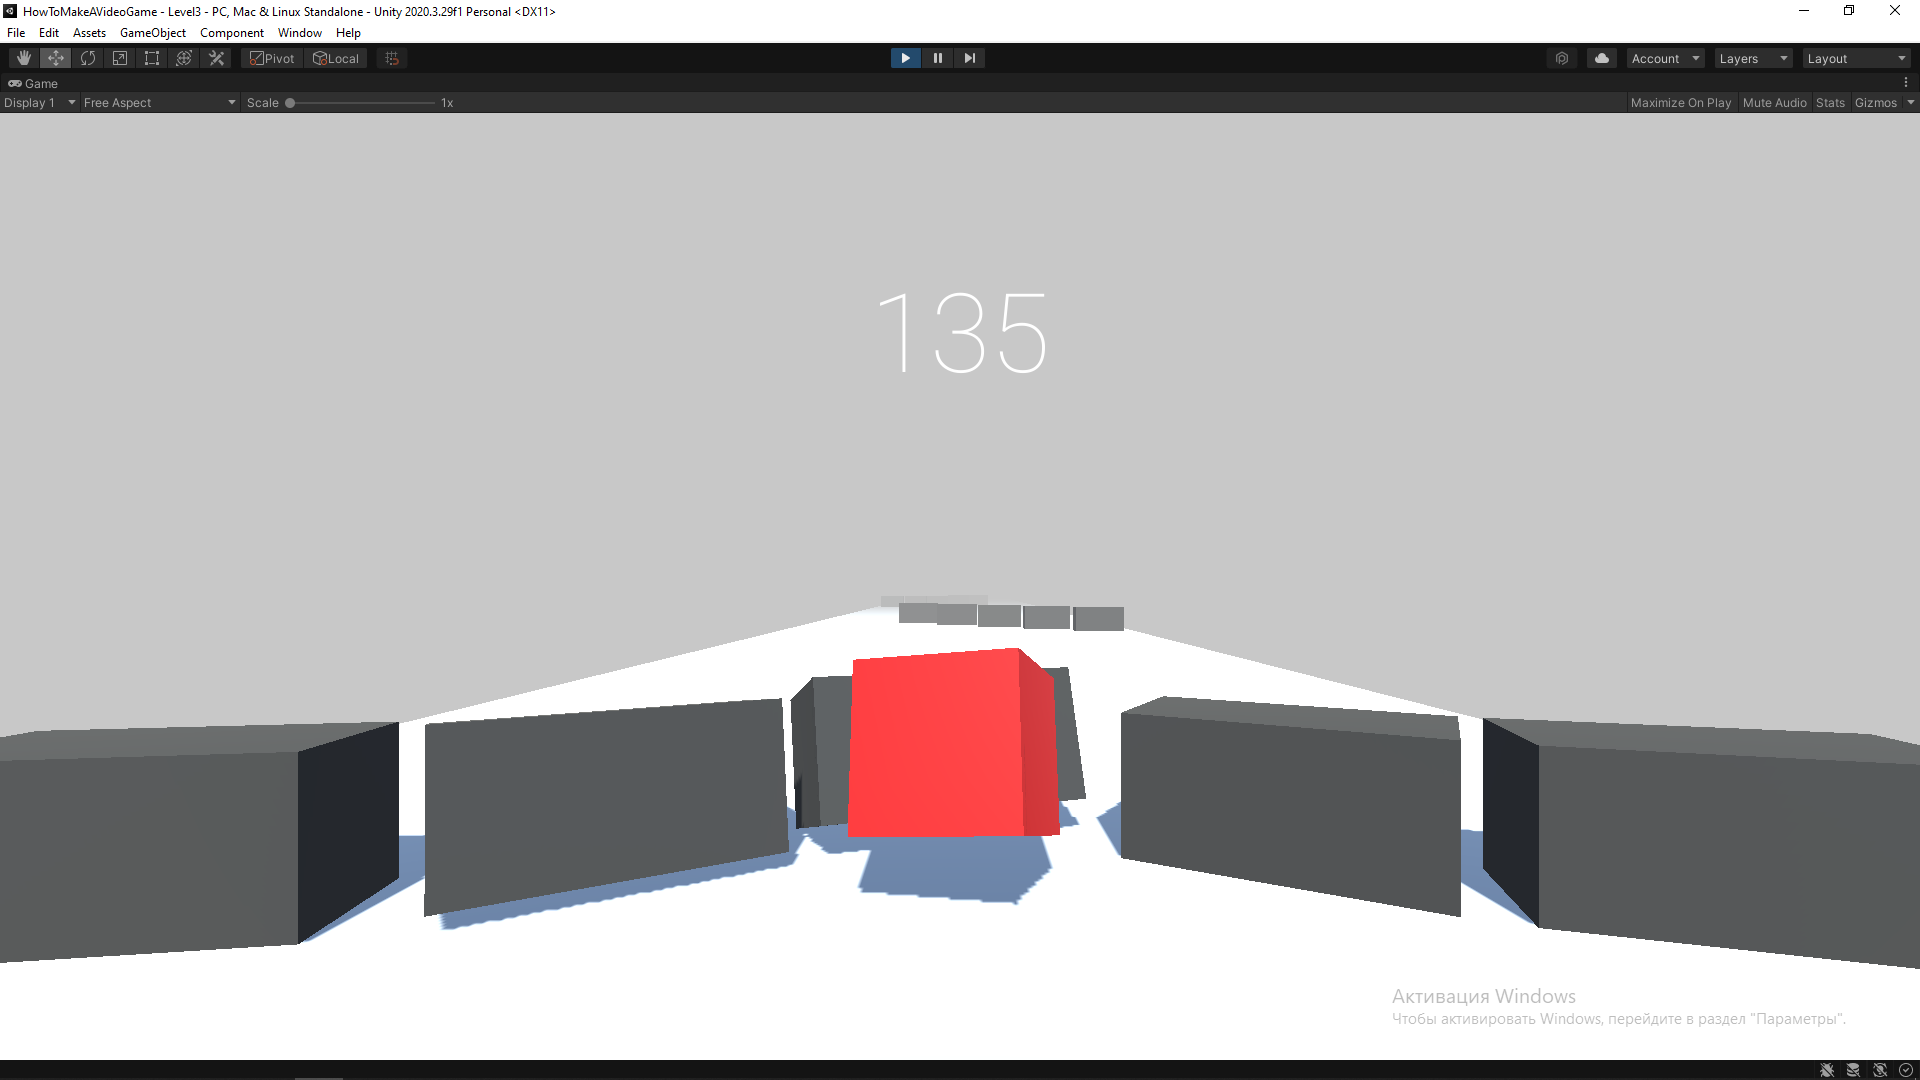 HowToMakeAVideoGame - Level3 - PC, Mac & Linux Standalone - Unity 2020.3.29f1 Personal <DX11>
File Edit Assets GameObject Component Window Help
Pivot Local Account Layers Layout
Game
Display 1 Free Aspect Scale 1x Maximize On Play Mute Audio Stats Gizmos
135
Активация Windows
Чтобы активировать Windows, перейдите в раздел "Параметры".